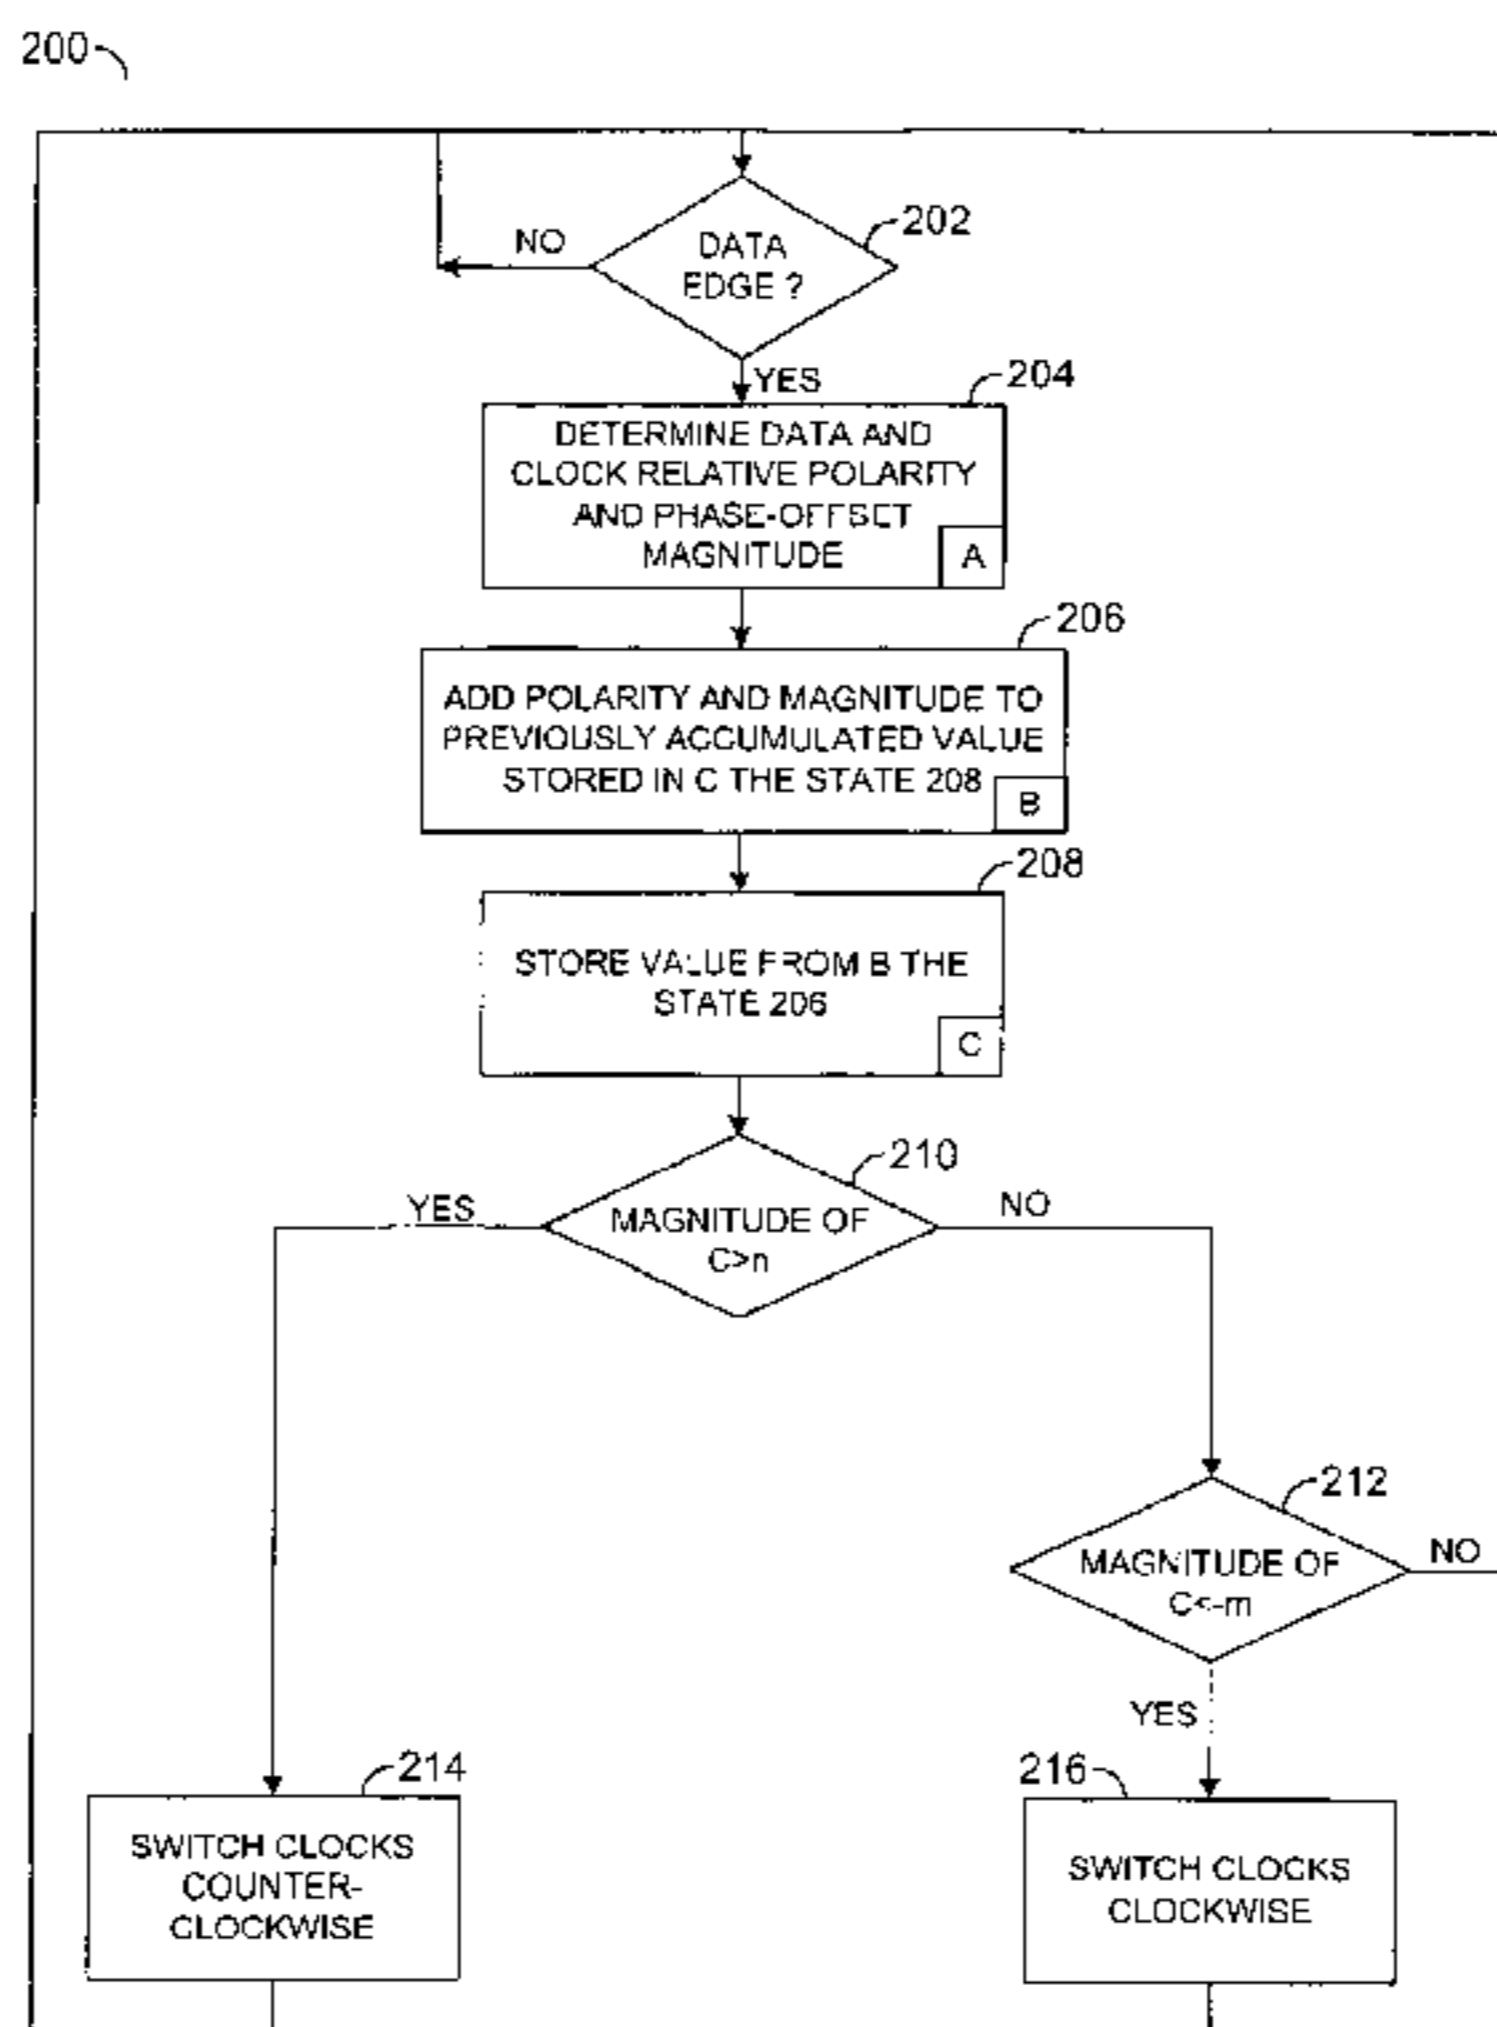 200
202
NO
DATA
EDGE ?
YES
204
DETERMINE DATA AND
CLOCK RELATIVE POLARITY
AND PHASE-OFFSET
MAGNITUDE
A
206
ADD POLARITY AND MAGNITUDE TO
PREVIOUSLY ACCUMULATED VALUE
STORED IN C THE STATE 208
B
208
STORE VALUE FROM B THE
STATE 206
C
210
YES
MAGNITUDE OF
C>n
NO
212
MAGNITUDE OF
C<-m
NO
YES
214
SWITCH CLOCKS
COUNTER-
CLOCKWISE
216
SWITCH CLOCKS
CLOCKWISE